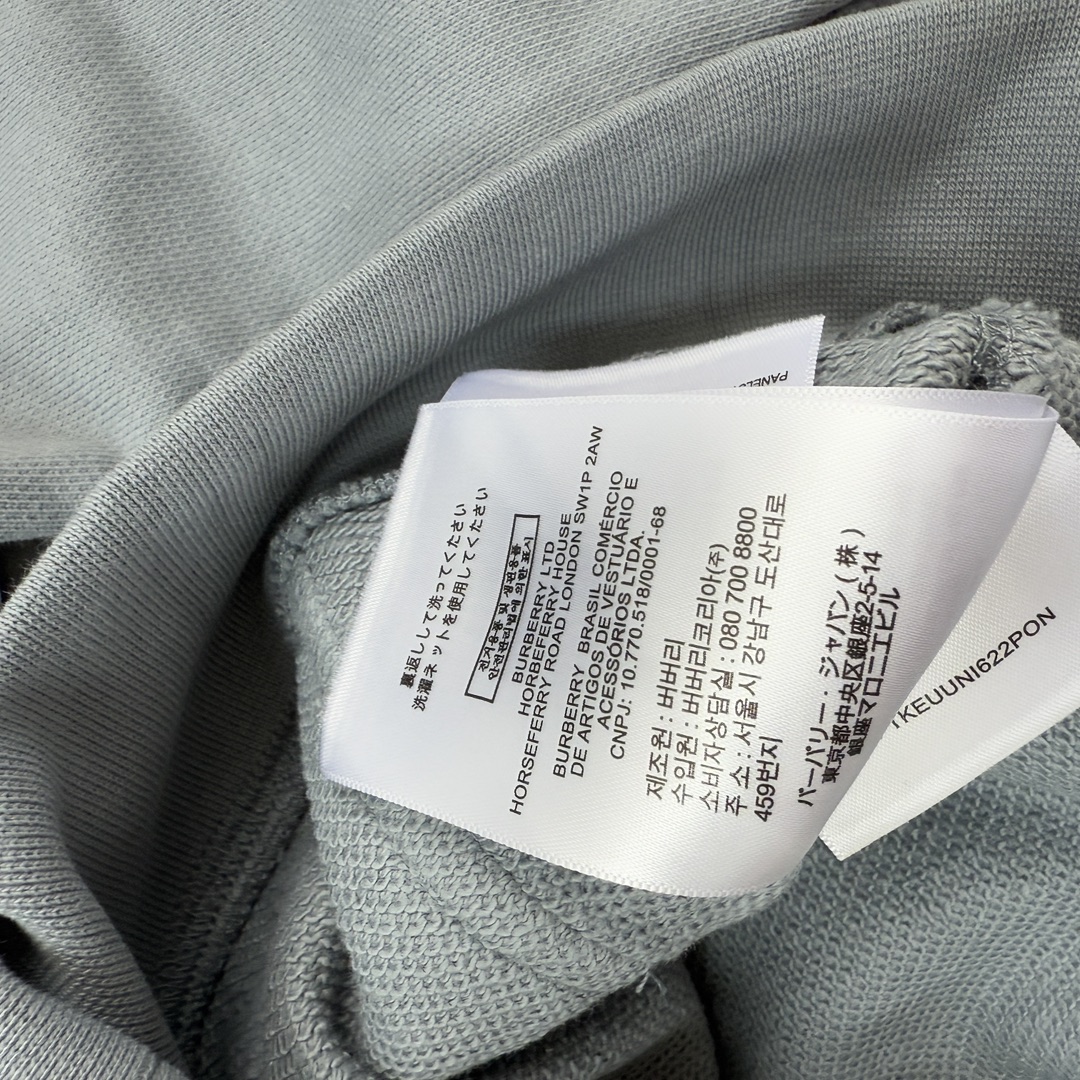 裏返しして洗ってください
洗濯ネットを使用してください
전기용품 및 생활용품
안전관리법에 의한 표시
BURBERRY LTD
HORBEFERRY HOUSE
HORSEFERRY ROAD LONDON SW1P 2AW
BURBERRY BRASIL COMÉRCIO
DE ARTIGOS DE VESTUÁRIO E
ACESSÓRIOS LTDA.
CNPJ: 10.770.518/0001-68
제조원 : 버버리
수입원 : 버버리코리아(주)
소비자상담실 : 080 700 8800
주 소 : 서울시 강남구 도산대로
459번지
バーバリー・ジャパン(株)
東京都中央区銀座2-5-14
銀座マロニエビル
TKEUUNI622PON